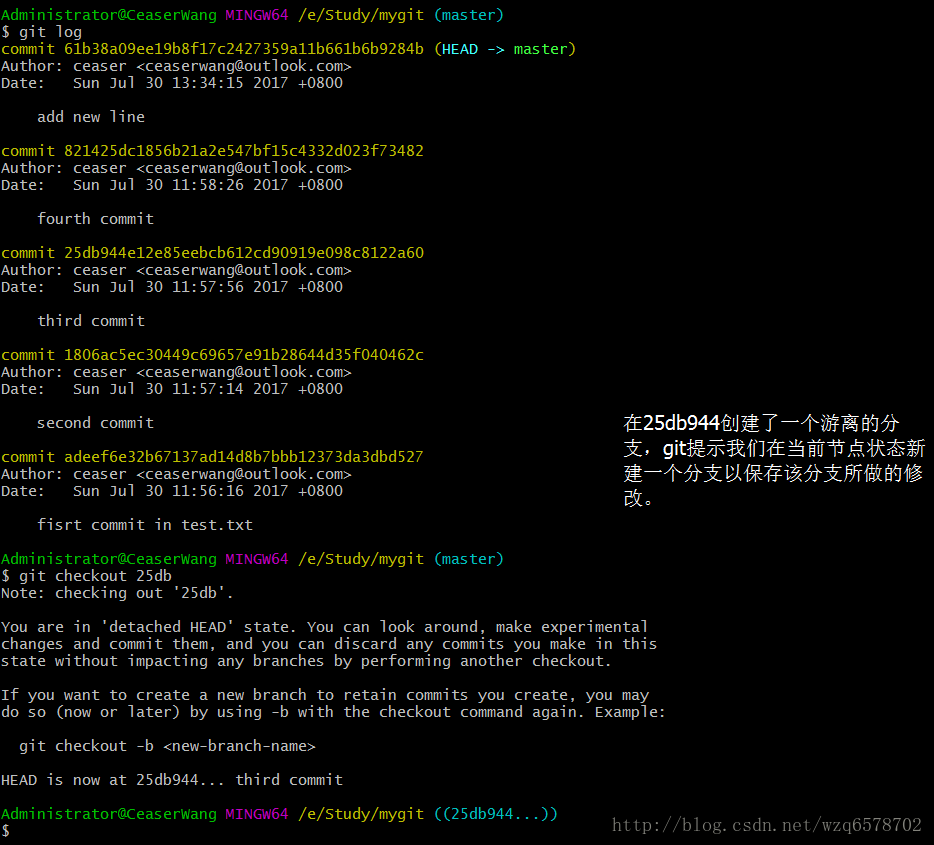 Administrator@CeaserWang MINGW64 /e/Study/mygit (master)
$ git log
commit 61b38a09ee19b8f17c2427359a11b661b6b9284b (HEAD -> master)
Author: ceaser <ceaserwang@outlook.com>
Date:   Sun Jul 30 13:34:15 2017 +0800
    add new line
commit 821425dc1856b21a2e547bf15c4332d023f73482
Author: ceaser <ceaserwang@outlook.com>
Date:   Sun Jul 30 11:58:26 2017 +0800
    fourth commit
commit 25db944e12e85eebcb612cd90919e098c8122a60
Author: ceaser <ceaserwang@outlook.com>
Date:   Sun Jul 30 11:57:56 2017 +0800
    third commit
commit 1806ac5ec30449c69657e91b28644d35f040462c
Author: ceaser <ceaserwang@outlook.com>
Date:   Sun Jul 30 11:57:14 2017 +0800
    second commit
commit adeef6e32b67137ad14d8b7bbb12373da3dbd527
Author: ceaser <ceaserwang@outlook.com>
Date:   Sun Jul 30 11:56:16 2017 +0800
    fisrt commit in test.txt
在25db944创建了一个游离的分
支，git提示我们在当前节点状态新
建一个分支以保存该分支所做的修
改。
Administrator@CeaserWang MINGW64 /e/Study/mygit (master)
$ git checkout 25db
Note: checking out '25db'.
You are in 'detached HEAD' state. You can look around, make experimental
changes and commit them, and you can discard any commits you make in this
state without impacting any branches by performing another checkout.
If you want to create a new branch to retain commits you create, you may
do so (now or later) by using -b with the checkout command again. Example:
  git checkout -b <new-branch-name>
HEAD is now at 25db944... third commit
Administrator@CeaserWang MINGW64 /e/Study/mygit ((25db944...))
$
http://blog.csdn.net/wzq6578702